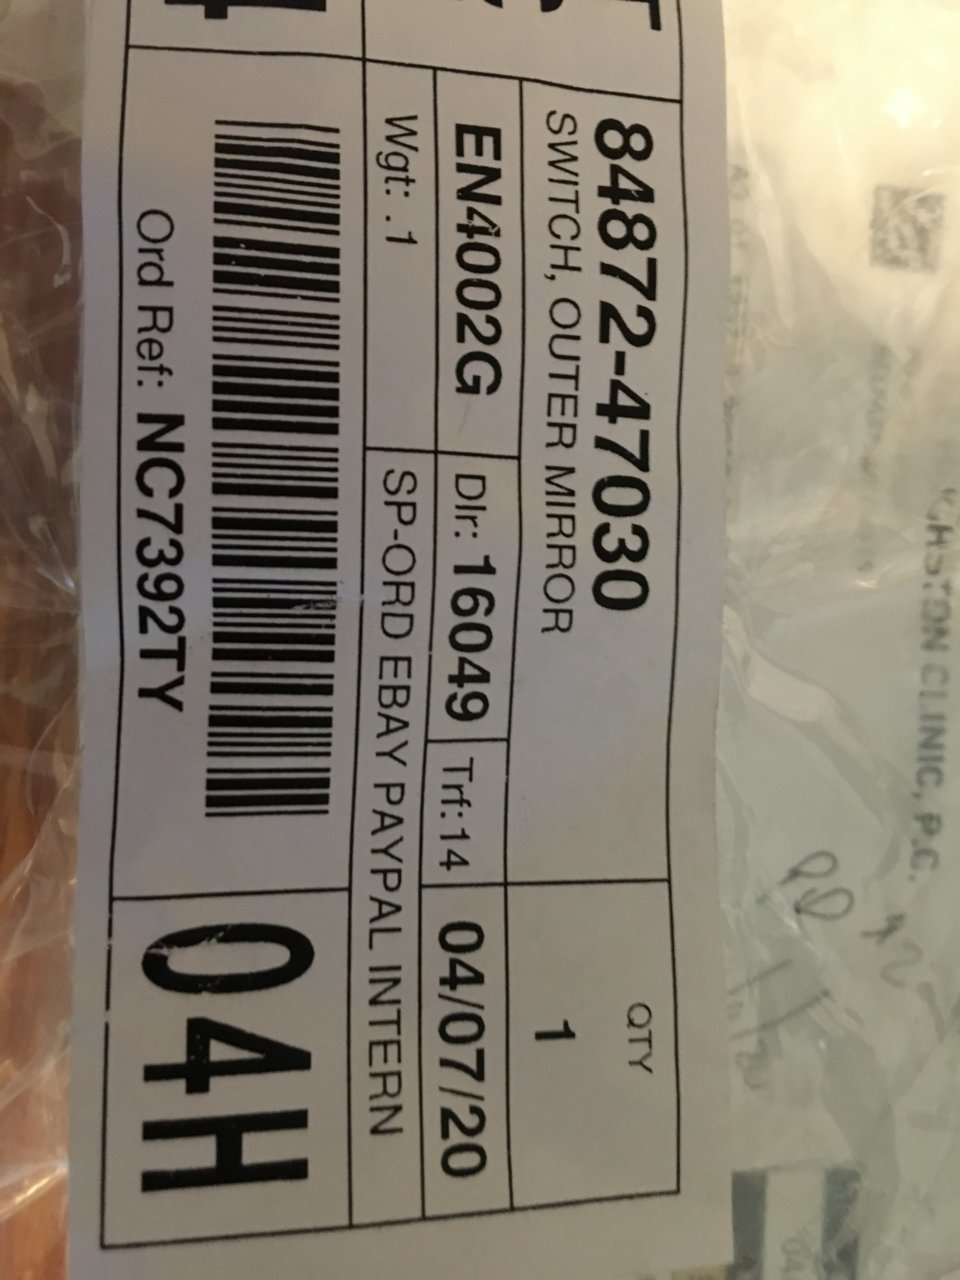 84872-47030
SWITCH, OUTER MIRROR
QTY
1
EN4002G
Dlr: 16049
Trf:14
04/07/20
Wgt: .1
SP-ORD EBAY PAYPAL INTERN
Ord Ref: NC7392TY
04H
CLINIC, P.C.